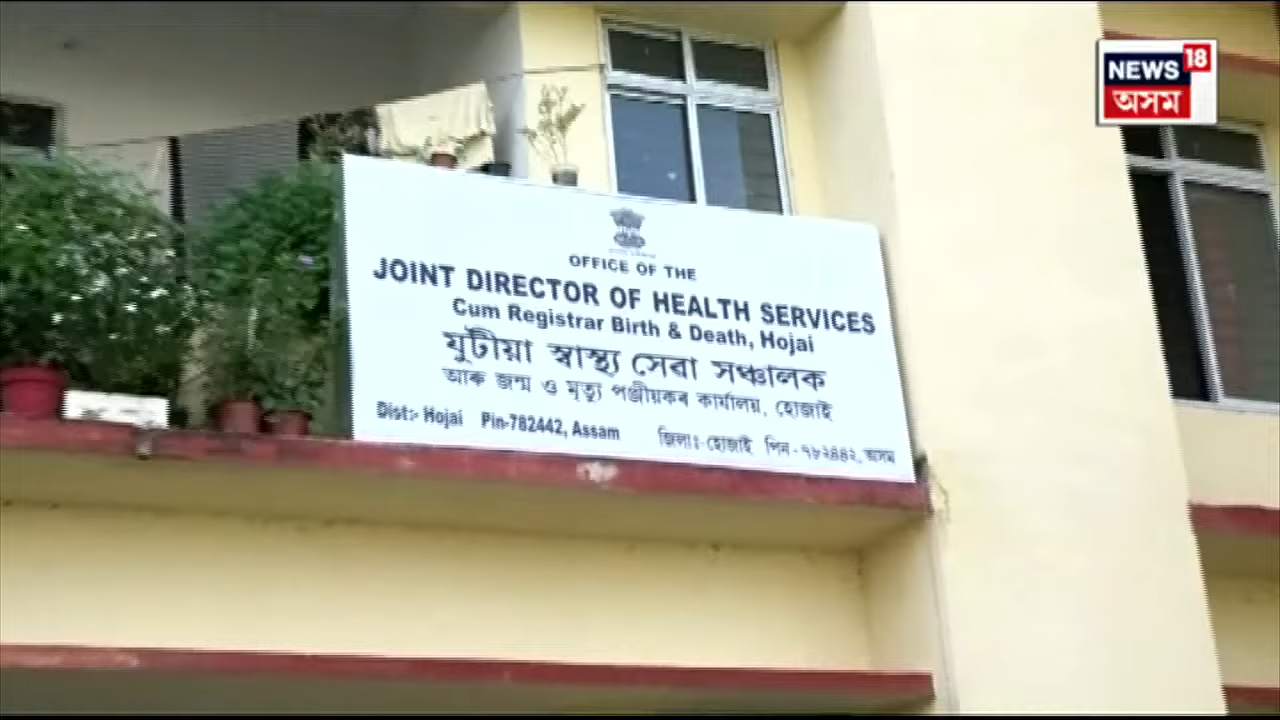 NEWS 18
অসম
OFFICE OF THE
JOINT DIRECTOR OF HEALTH SERVICES
Cum Registrar Birth & Death, Hojai
যুটীয়া স্বাস্থ্য সেৱা সঞ্চালক
আৰু জন্ম ও মৃত্যু পঞ্জীয়কৰ কাৰ্যালয়, হোজাই
Dist:- Hojai Pin-782442, Assam
জিলাঃ-হোজাই পিন-৭৮২৪৪২, অসম